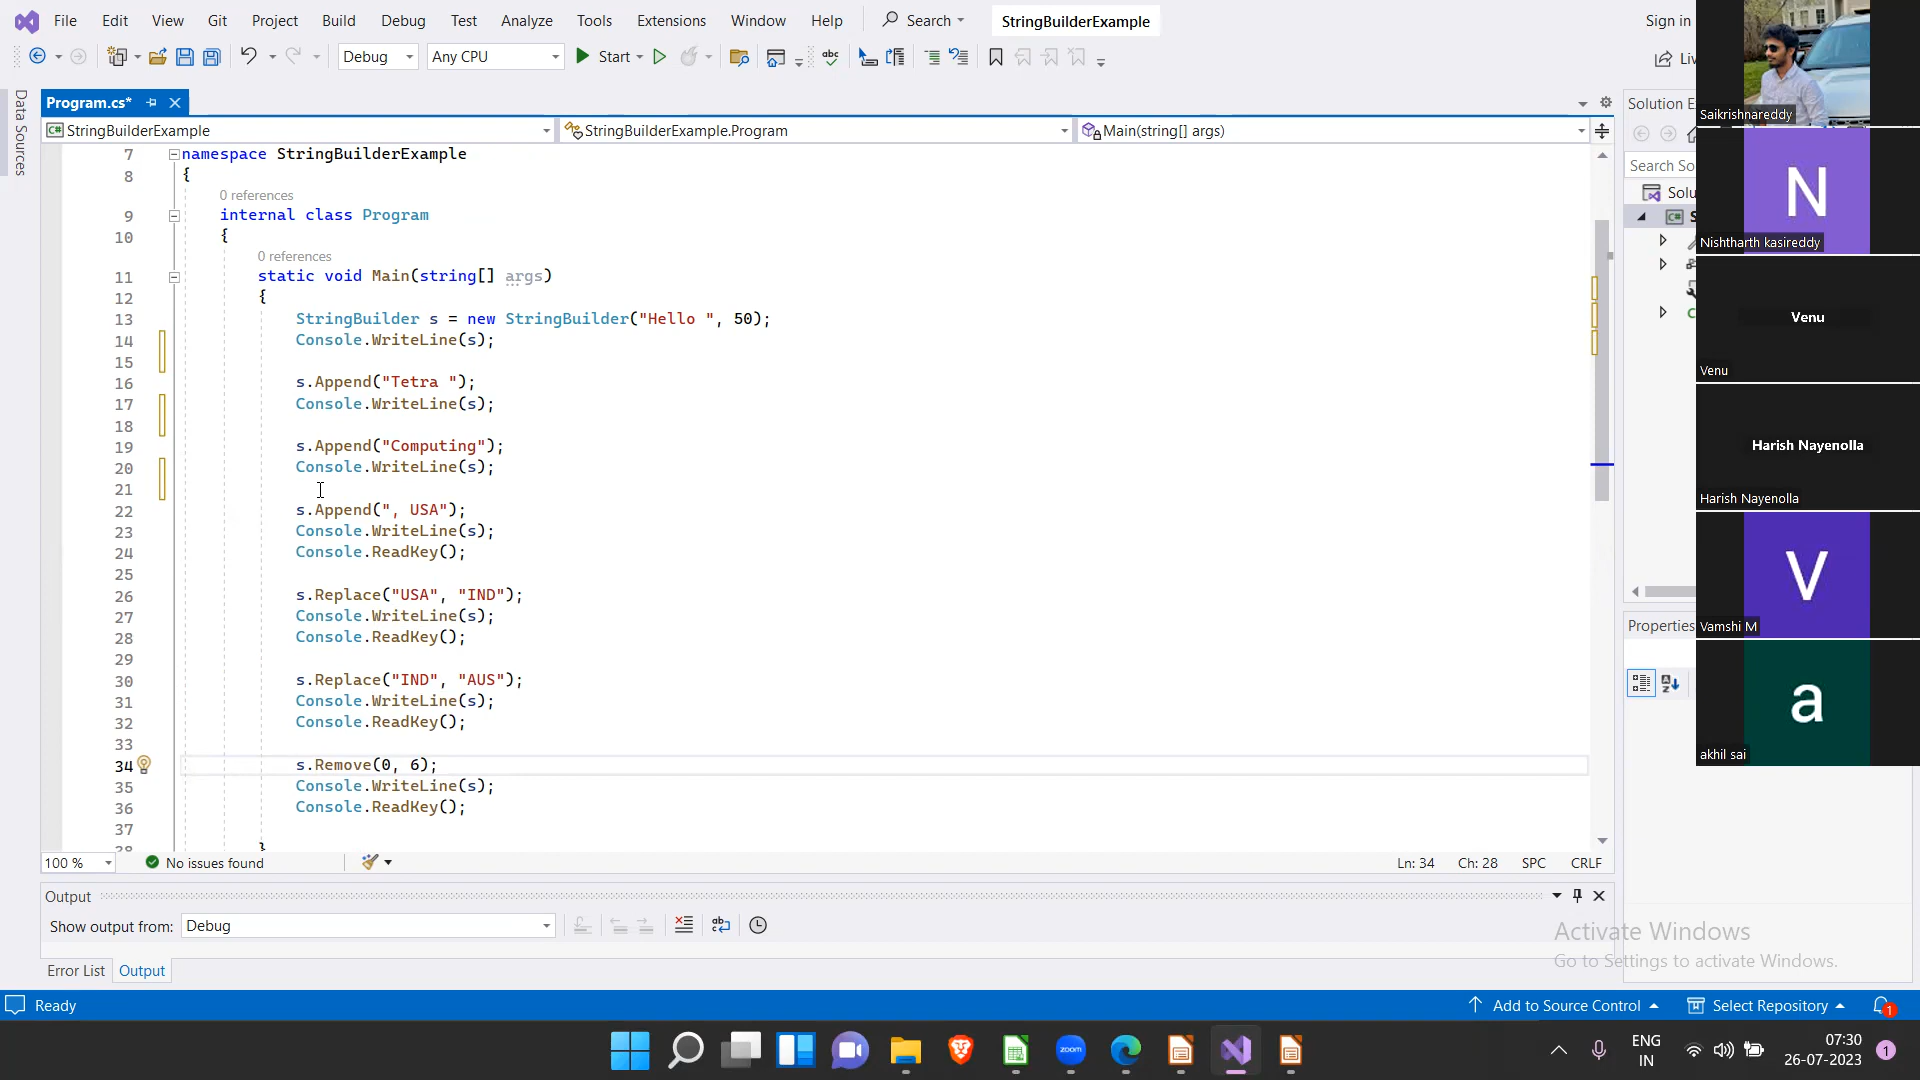 File Edit View Git Project Build Debug Test Analyze Tools Extensions Window Help Search StringBuilderExample Sign in
Debug Any CPU Start Liv
Program.cs*
Data Sources
StringBuilderExample StringBuilderExample.Program Main(string[] args)
7 namespace StringBuilderExample
8 {
0 references
9 internal class Program
10 {
0 references
11 static void Main(string[] args)
12 {
13 StringBuilder s = new StringBuilder("Hello ", 50);
14 Console.WriteLine(s);
15
16 s.Append("Tetra ");
17 Console.WriteLine(s);
18
19 s.Append("Computing");
20 Console.WriteLine(s);
21
22 s.Append(", USA");
23 Console.WriteLine(s);
24 Console.ReadKey();
25
26 s.Replace("USA", "IND");
27 Console.WriteLine(s);
28 Console.ReadKey();
29
30 s.Replace("IND", "AUS");
31 Console.WriteLine(s);
32 Console.ReadKey();
33
34 s.Remove(0, 6);
35 Console.WriteLine(s);
36 Console.ReadKey();
37
}
100 % No issues found Ln: 34 Ch: 28 SPC CRLF
Output
Show output from: Debug
Error List Output
Solution E
Search So
Solu
Properties
Saikrishnareddy
N
Nishtharth kasireddy
Venu
Venu
Harish Nayenolla
Harish Nayenolla
V
Vamshi M
a
akhil sai
Activate Windows
Go to Settings to activate Windows.
Ready Add to Source Control Select Repository 1
zoom
ENG
IN
07:30
26-07-2023
1